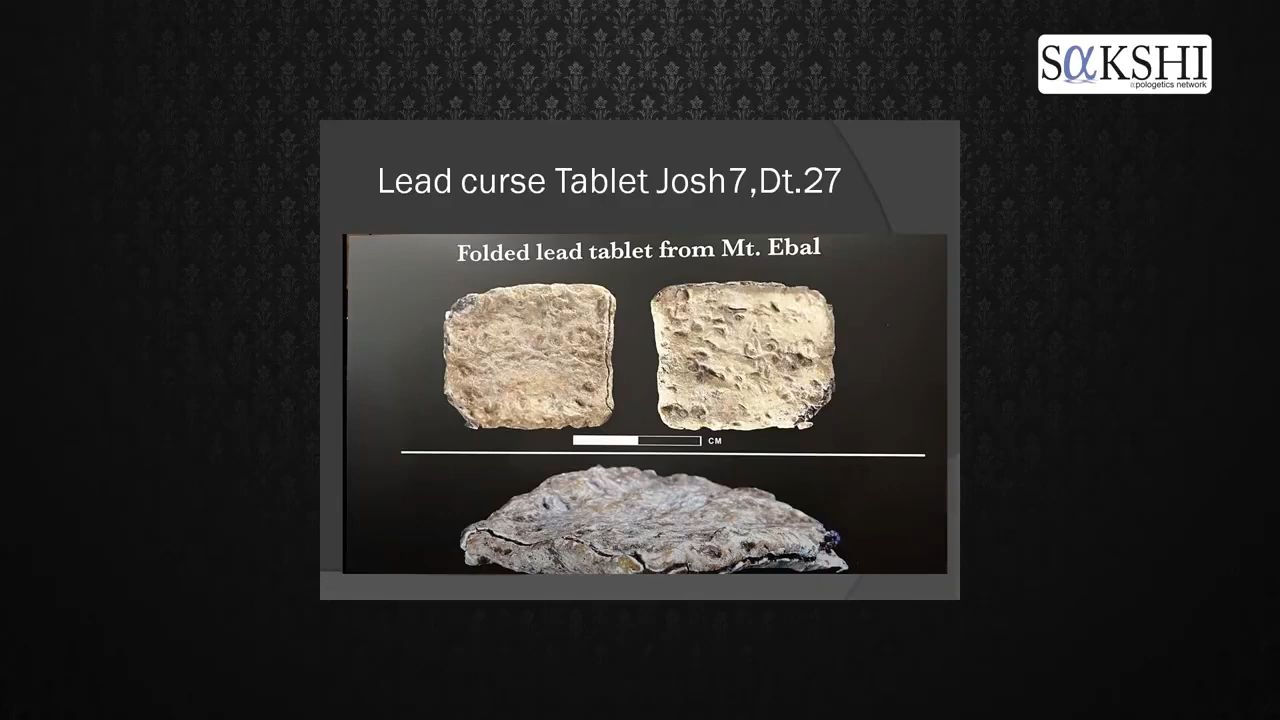 SαKSHI
apologetics network
Lead curse Tablet Josh7,Dt.27
Folded lead tablet from Mt. Ebal
CM